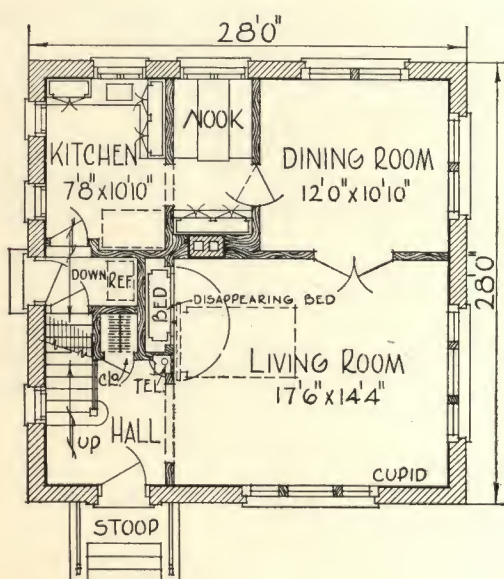 28'0"
NOOK
KITCHEN
7'8"x10'10"
DINING ROOM
12'0"x10'10"
28'0"
DOWN
REF.
BED
DISAPPEARING BED
LIVING ROOM
17'6"x14'4"
CLO.
TEL.
UP
HALL
CUPID
STOOP